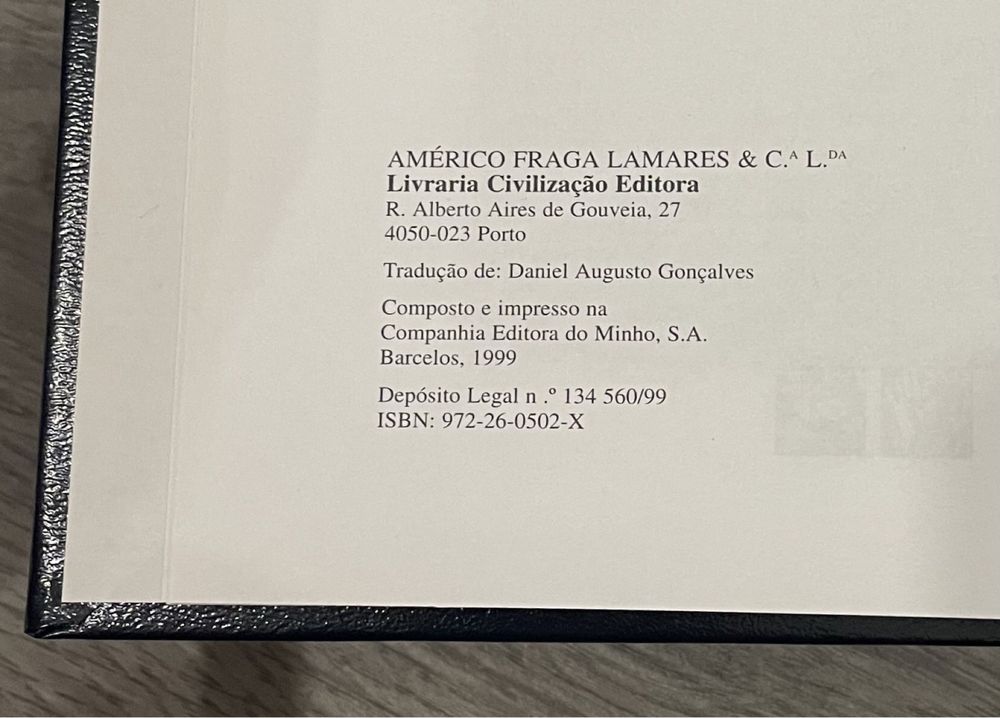 AMÉRICO FRAGA LAMARES & C.ᴬ L.ᴰᴬ
Livraria Civilização Editora
R. Alberto Aires de Gouveia, 27
4050-023 Porto
Tradução de: Daniel Augusto Gonçalves
Composto e impresso na
Companhia Editora do Minho, S.A.
Barcelos, 1999
Depósito Legal n .º 134 560/99
ISBN: 972-26-0502-X